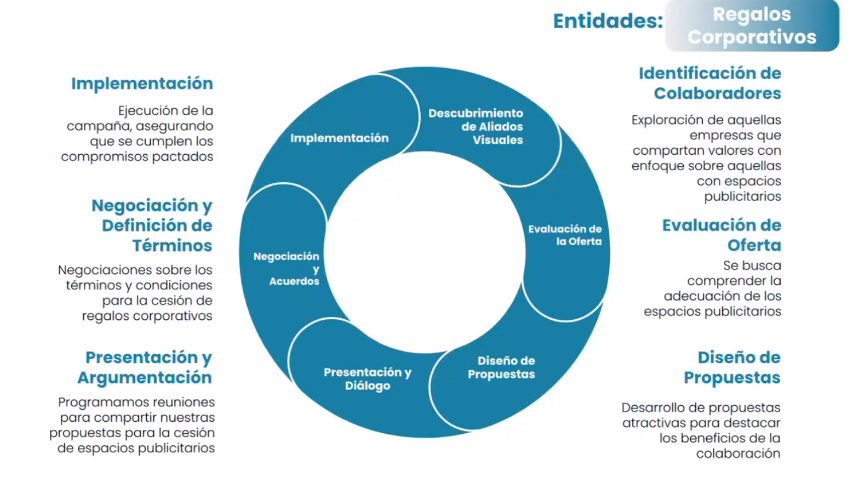 Entidades:
Regalos
Corporativos
Implementación
Ejecución de la
campaña, asegurando
que se cumplen los
compromisos pactados
Negociación y
Definición de
Términos
Negociaciones sobre los
términos y condiciones
para la cesión de
regalos corporativos
Presentación y
Argumentación
Programamos reuniones
para compartir nuestras
propuestas para la cesión
de espacios publicitarios
Implementación
Descubrimiento
de Aliados
Visuales
Evaluación de
la Oferta
Diseño de
Propuestas
Presentación y
Diálogo
Negociación
y
Acuerdos
Identificación de
Colaboradores
Exploración de aquellas
empresas que
compartan valores con
enfoque sobre aquellas
con espacios
publicitarios
Evaluación de
Oferta
Se busca
comprender la
adecuación de los
espacios publicitarios
Diseño de
Propuestas
Desarrollo de propuestas
atractivas para destacar
los beneficios de la
colaboración